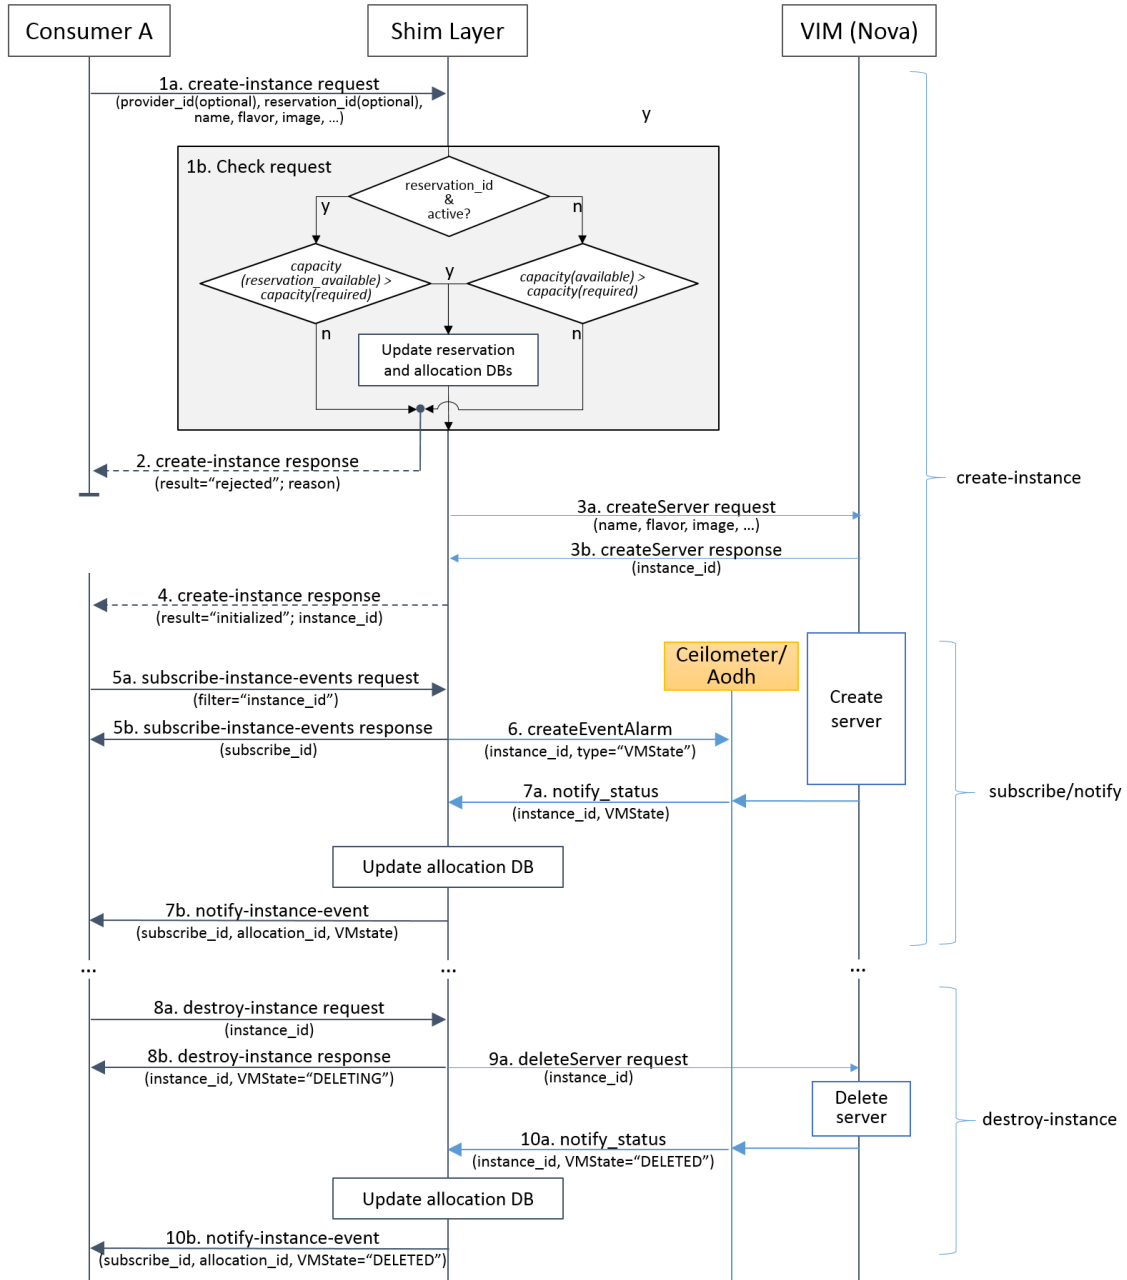 Consumer A
Shim Layer
VIM (Nova)
1a. create-instance request
(provider_id(optional), reservation_id(optional),
name, flavor, image, ...)
y
1b. Check request
reservation_id
&
active?
y
n
capacity
(reservation_available) >
capacity(required)
y
capacity(available) >
capacity(required)
n
n
Update reservation
and allocation DBs
2. create-instance response
(result=“rejected”; reason)
create-instance
3a. createServer request
(name, flavor, image, ...)
3b. createServer response
(instance_id)
4. create-instance response
(result=“initialized”; instance_id)
Ceilometer/
Aodh
Create
server
5a. subscribe-instance-events request
(filter=“instance_id”)
5b. subscribe-instance-events response
(subscribe_id)
6. createEventAlarm
(instance_id, type=“VMState”)
7a. notify_status
(instance_id, VMState)
subscribe/notify
Update allocation DB
7b. notify-instance-event
(subscribe_id, allocation_id, VMstate)
...
...
...
8a. destroy-instance request
(instance_id)
8b. destroy-instance response
(instance_id, VMState=“DELETING”)
9a. deleteServer request
(instance_id)
Delete
server
destroy-instance
10a. notify_status
(instance_id, VMState=“DELETED”)
Update allocation DB
10b. notify-instance-event
(subscribe_id, allocation_id, VMState=“DELETED”)